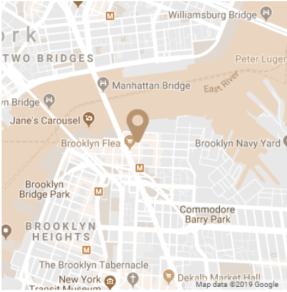 Williamsburg Bridge
ork
TWO BRIDGES
Peter Luger
Manhattan Bridge
East River
n Bridge
Jane's Carousel
Brooklyn Flea
Brooklyn Navy Yard
M
Brooklyn
Bridge Park
M
Commodore
Barry Park
BROOKLYN
HEIGHTS
The Brooklyn Tabernacle
New York
Transit Museum
Dekalb Market Hall
Map data ©2019 Google